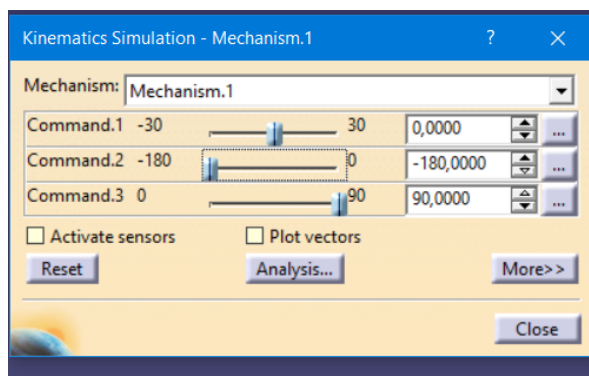 Kinematics Simulation - Mechanism.1 ? ×
Mechanism: Mechanism.1
Command.1 -30 30 0,0000 ...
Command.2 -180 0 -180,0000 ...
Command.3 0 90 90,0000 ...
Activate sensors Plot vectors
Reset Analysis... More>>
Close